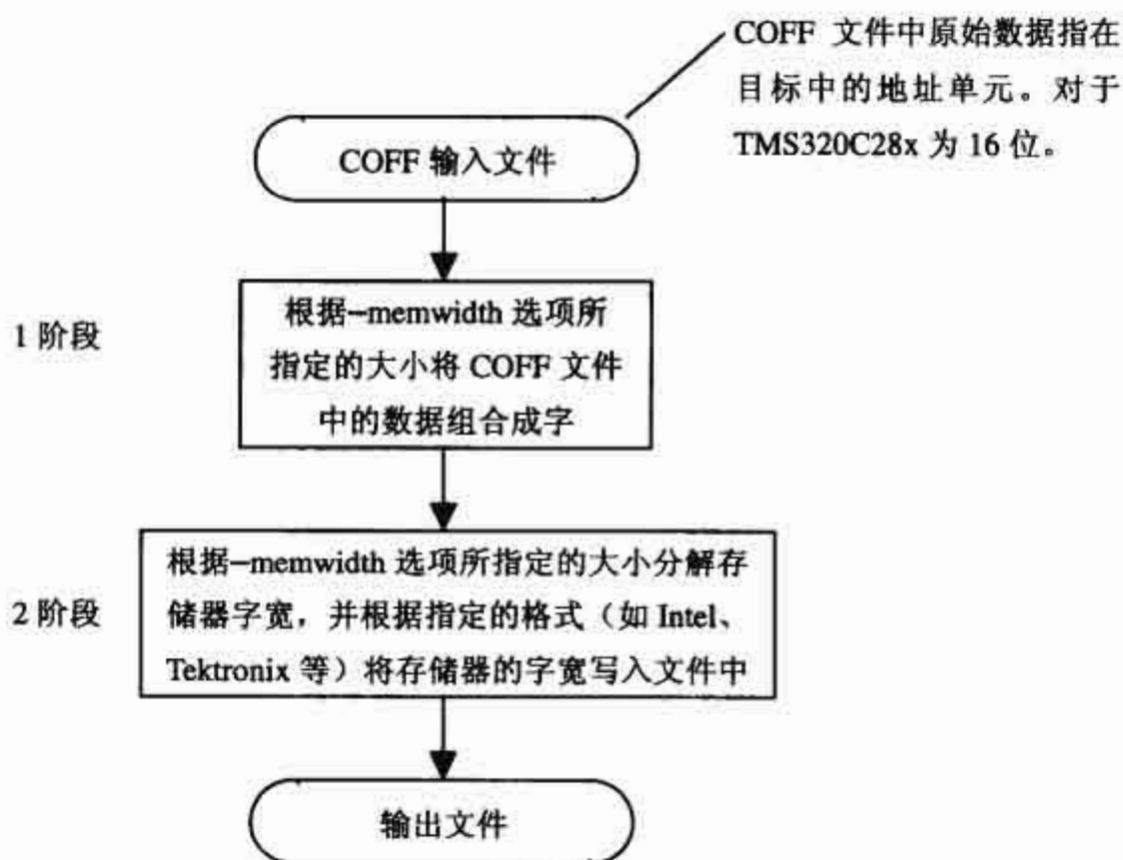 COFF 文件中原始数据指在
目标中的地址单元。对于
TMS320C28x 为 16 位。
COFF 输入文件
1 阶段
根据–memwidth 选项所
指定的大小将 COFF 文件
中的数据组合成字
2 阶段
根据–memwidth 选项所指定的大小分解存
储器字宽，并根据指定的格式（如 Intel、
Tektronix 等）将存储器的字宽写入文件中
输出文件